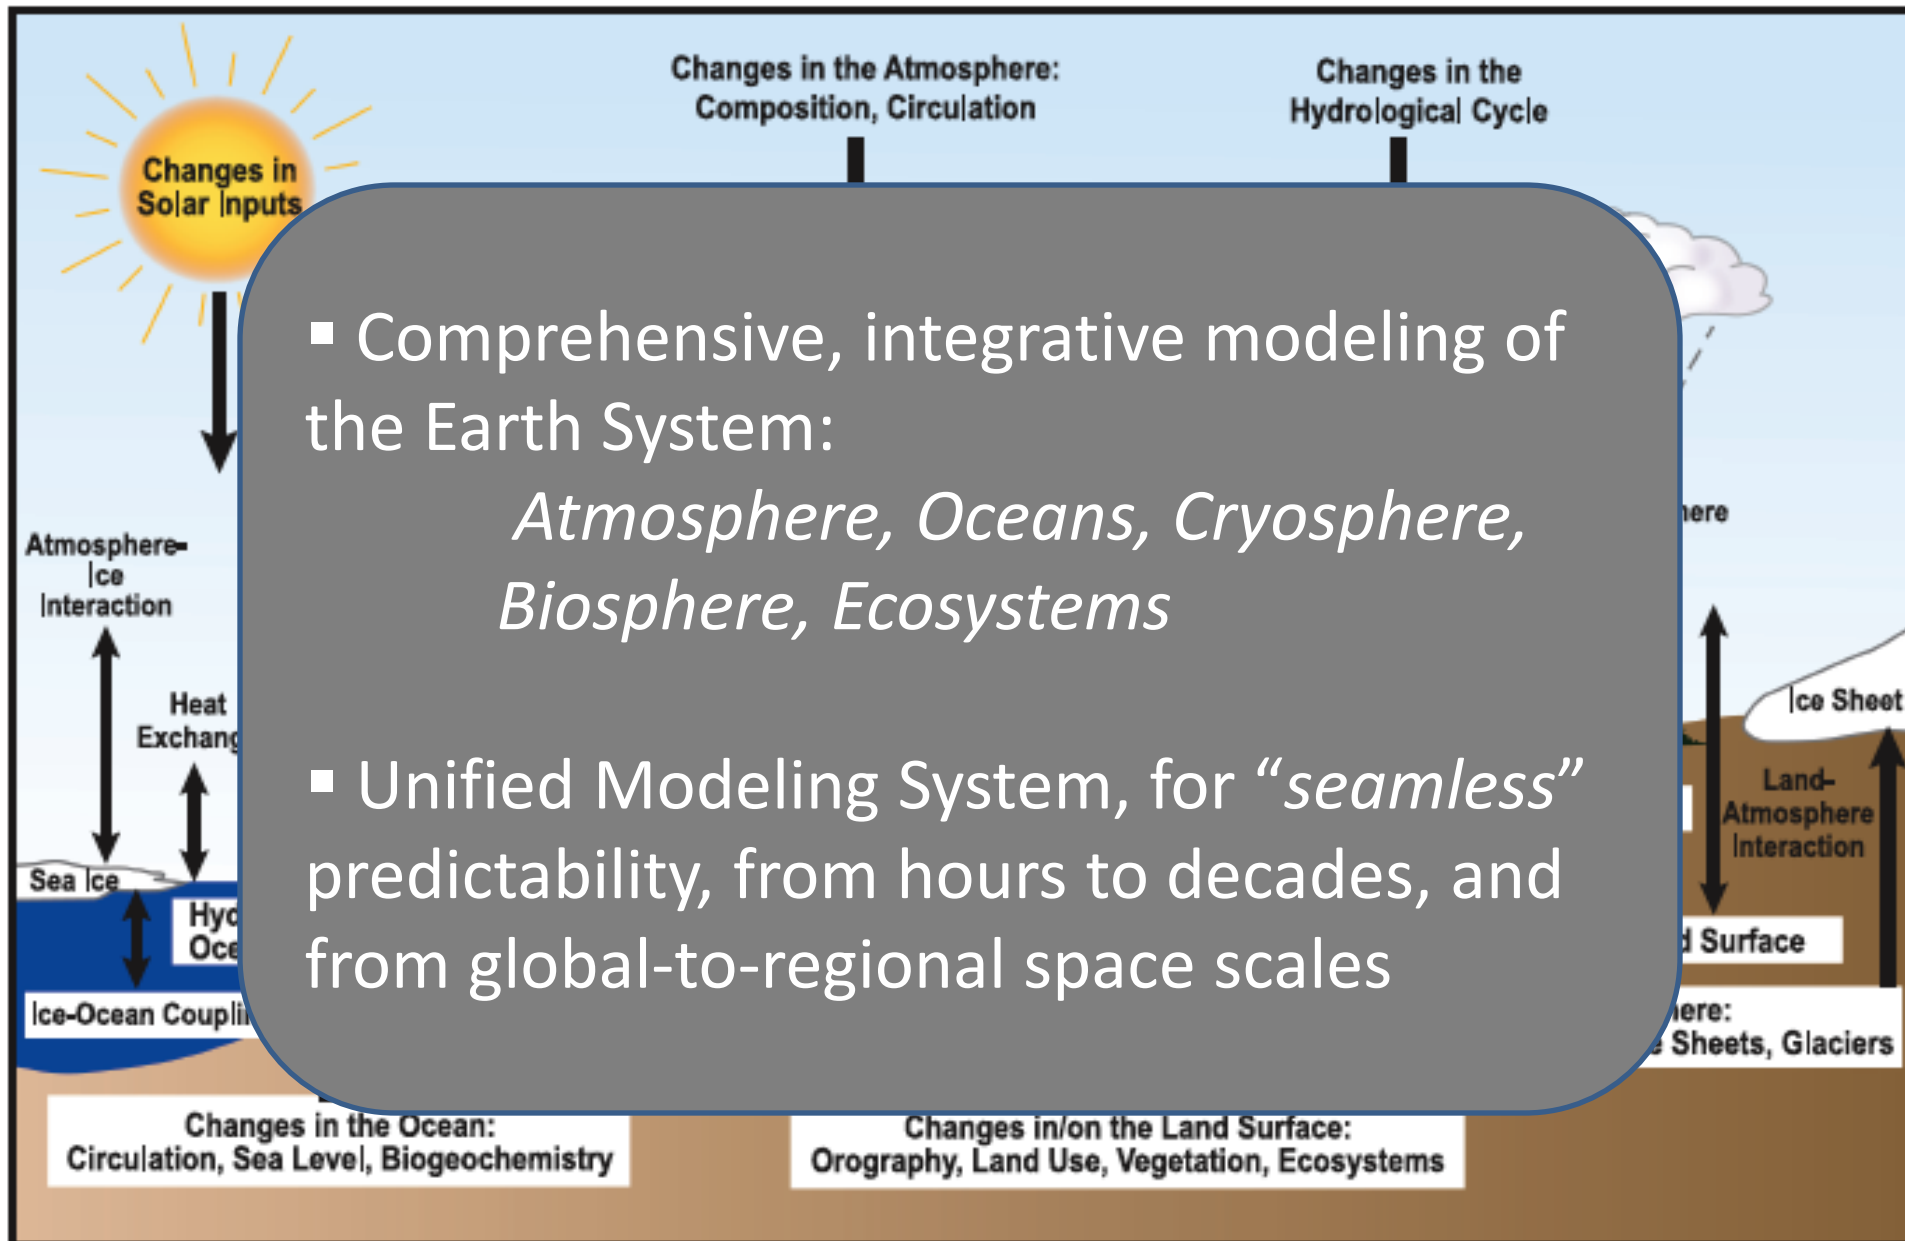 Changes in the Atmosphere:
Composition, Circulation
Changes in the
Hydrological Cycle
Changes in
Solar Inputs
▪ Comprehensive, integrative modeling of
the Earth System:
Atmosphere, Oceans, Cryosphere,
Biosphere, Ecosystems
▪ Unified Modeling System, for “seamless”
predictability, from hours to decades, and
from global-to-regional space scales
Atmosphere-
Ice
Interaction
Heat
Ice Sheet
Land-
Atmosphere
Interaction
Sea Ice
Surface
Ice-Ocean
Sheets, Glaciers
Changes in the Ocean:
Circulation, Sea Level, Biogeochemistry
Changes in/on the Land Surface:
Orography, Land Use, Vegetation, Ecosystems